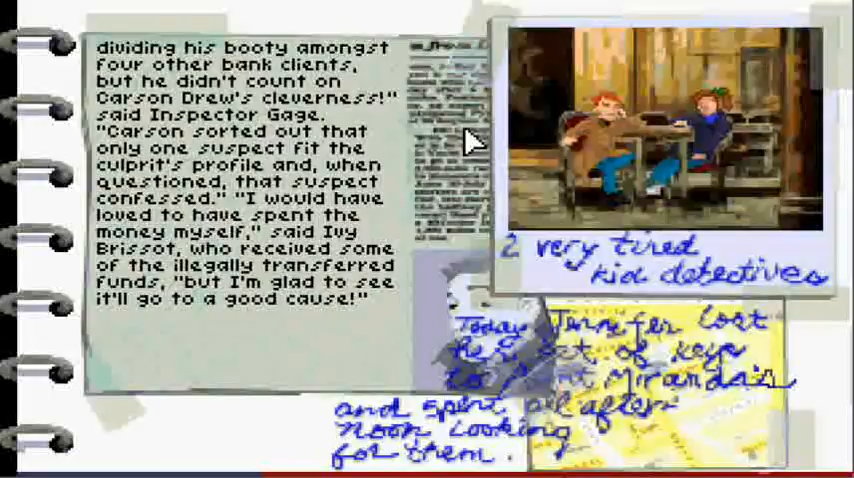 dividing his booty amongst
four other bank clients,
but he didn't count on
Carson Drew's cleverness!"
said Inspector Gage.
"Carson sorted out that
only one suspect fit the
culprit's profile and, when
questioned, that suspect
confessed." "I would have
loved to have spent the
money myself," said Ivy
Brissot, who received some
of the illegally transferred
funds, "but I'm glad to see
it'll go to a good cause!"
2 very tired
kid detectives
Today Jennifer lost
her set of keys
to Aunt Miranda's
and spent all after
noon looking
for them.